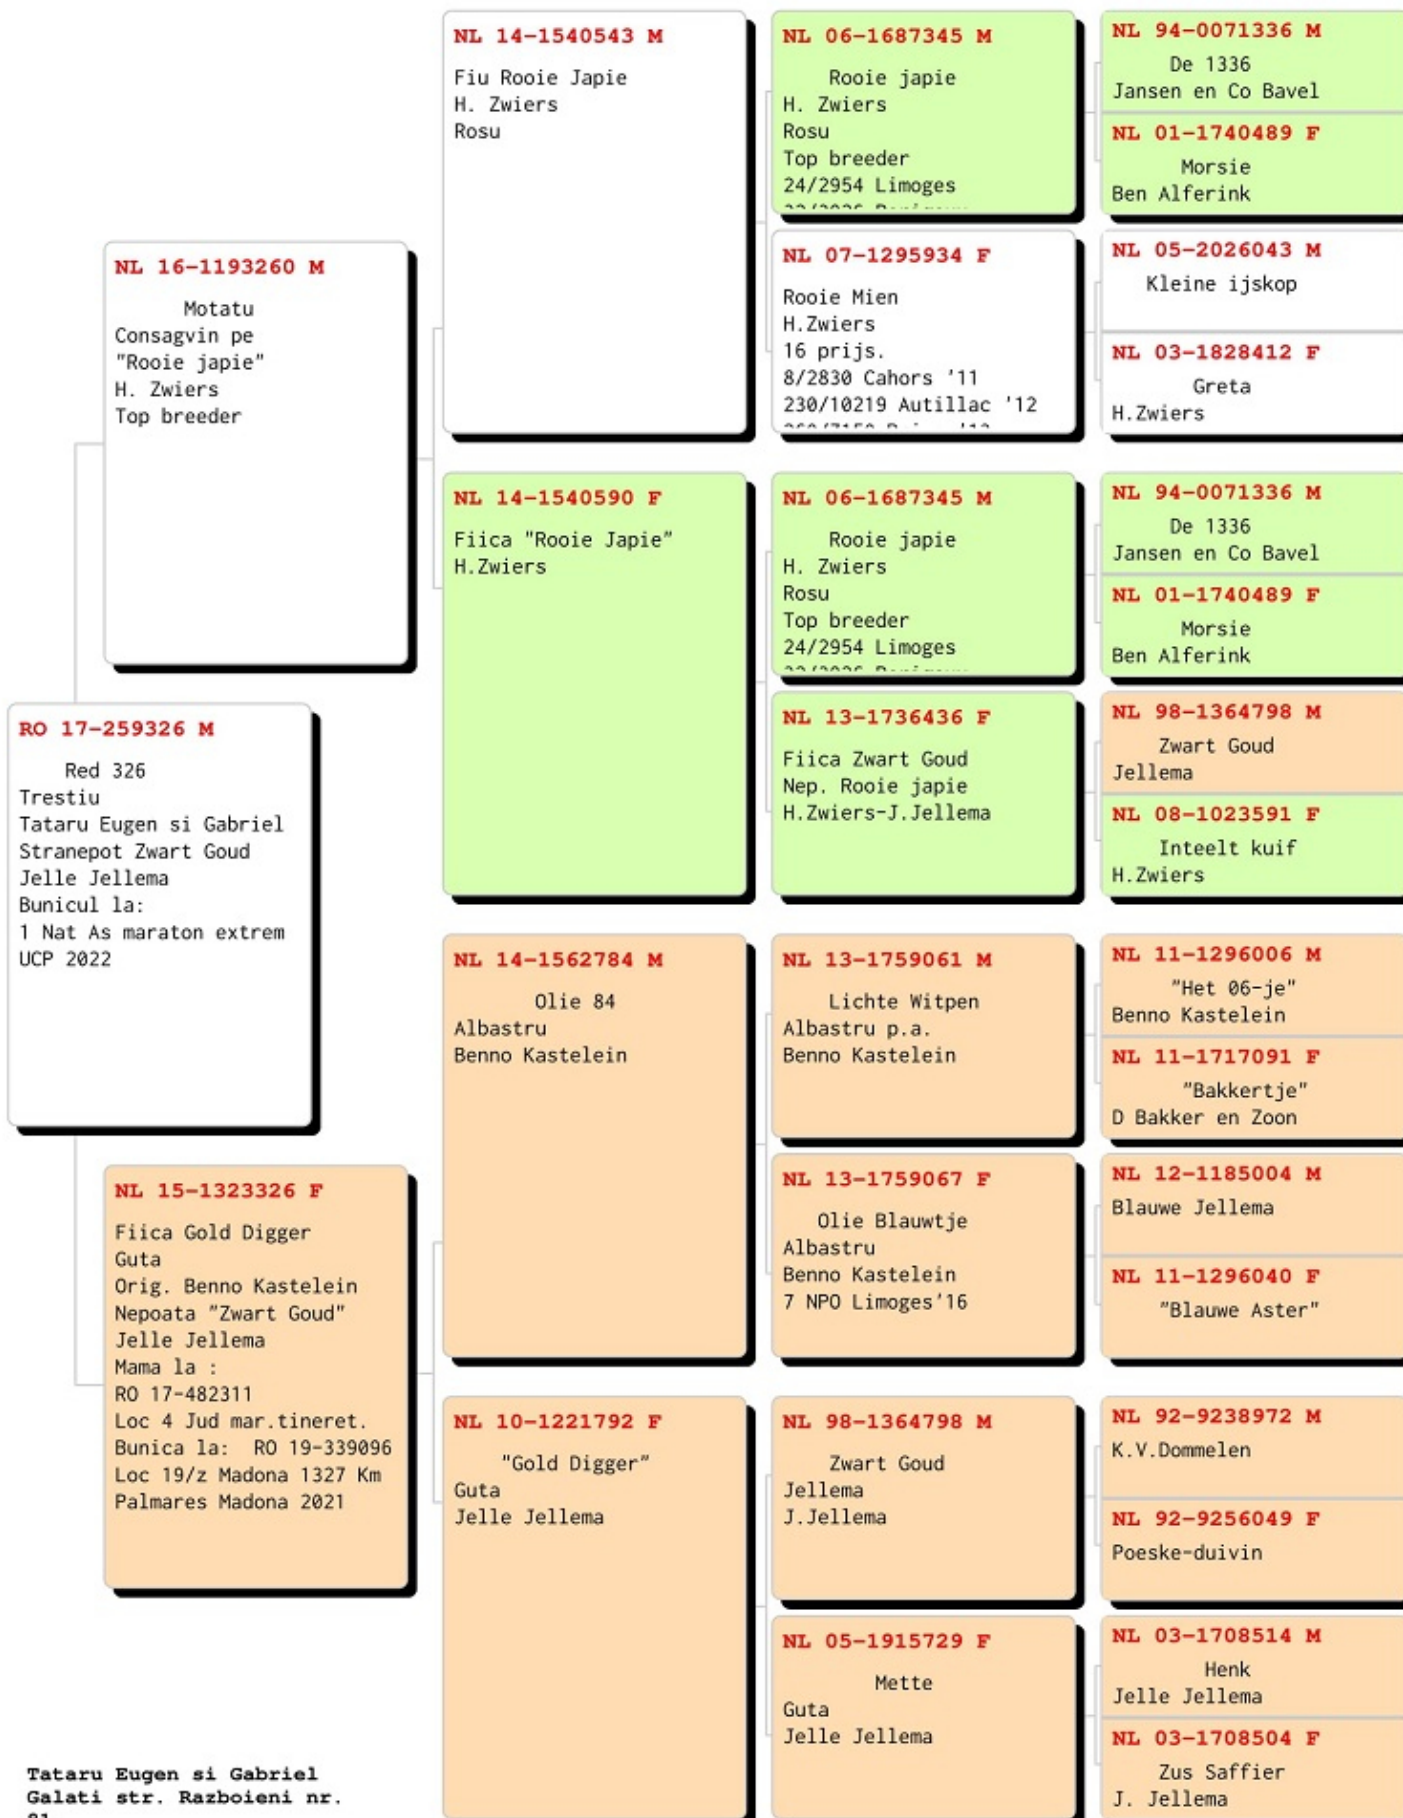 RO 17-259326 M
Red 326
Trestiu
Tataru Eugen si Gabriel
Stranepot Zwart Goud
Jelle Jellema
Bunicul la:
1 Nat As maraton extrem
UCP 2022
NL 16-1193260 M
Motatu
Consagvin pe
"Rooie japie"
H. Zwiers
Top breeder
NL 15-1323326 F
Fiica Gold Digger
Guta
Orig. Benno Kastelein
Nepoata "Zwart Goud"
Jelle Jellema
Mama la :
RO 17-482311
Loc 4 Jud mar.tineret.
Bunica la: RO 19-339096
Loc 19/z Madona 1327 Km
Palmares Madona 2021
NL 14-1540543 M
Fiu Rooie Japie
H. Zwiers
Rosu
NL 14-1540590 F
Fiica "Rooie Japie"
H.Zwiers
NL 14-1562784 M
Olie 84
Albastru
Benno Kastelein
NL 10-1221792 F
"Gold Digger"
Guta
Jelle Jellema
NL 06-1687345 M
Rooie japie
H. Zwiers
Rosu
Top breeder
24/2954 Limoges
NL 07-1295934 F
Rooie Mien
H.Zwiers
16 prijs.
8/2830 Cahors '11
230/10219 Autillac '12
NL 06-1687345 M
Rooie japie
H. Zwiers
Rosu
Top breeder
24/2954 Limoges
NL 13-1736436 F
Fiica Zwart Goud
Nep. Rooie japie
H.Zwiers-J.Jellema
NL 13-1759061 M
Lichte Witpen
Albastru p.a.
Benno Kastelein
NL 13-1759067 F
Olie Blauwtje
Albastru
Benno Kastelein
7 NPO Limoges'16
NL 98-1364798 M
Zwart Goud
Jellema
J.Jellema
NL 05-1915729 F
Mette
Guta
Jelle Jellema
NL 94-0071336 M
De 1336
Jansen en Co Bavel
NL 01-1740489 F
Morsie
Ben Alferink
NL 05-2026043 M
Kleine ijskop
NL 03-1828412 F
Greta
H.Zwiers
NL 94-0071336 M
De 1336
Jansen en Co Bavel
NL 01-1740489 F
Morsie
Ben Alferink
NL 98-1364798 M
Zwart Goud
Jellema
NL 08-1023591 F
Inteelt kuif
H.Zwiers
NL 11-1296006 M
"Het 06-je"
Benno Kastelein
NL 11-1717091 F
"Bakkertje"
D Bakker en Zoon
NL 12-1185004 M
Blauwe Jellema
NL 11-1296040 F
"Blauwe Aster"
NL 92-9238972 M
K.V.Dommelen
NL 92-9256049 F
Poeske-duivin
NL 03-1708514 M
Henk
Jelle Jellema
NL 03-1708504 F
Zus Saffier
J. Jellema
Tataru Eugen si Gabriel
Galati str. Razboieni nr.